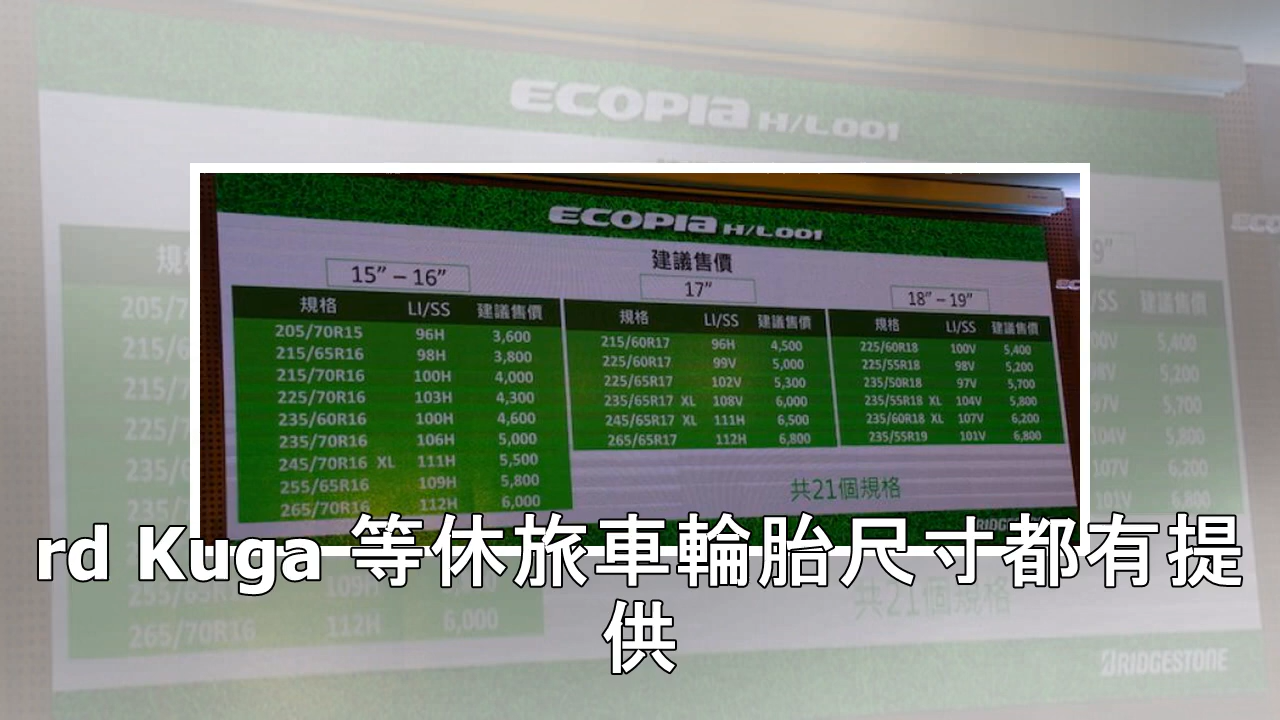 ECOPIA H/L001
建議售價
15” – 16”
規格 LI/SS 建議售價
205/70R15 96H 3,600
215/65R16 98H 3,800
215/70R16 100H 4,000
225/70R16 103H 4,300
235/60R16 100H 4,600
235/70R16 106H 5,000
245/70R16 XL 111H 5,500
255/65R16 109H 5,800
265/70R16 112H 6,000
17”
規格 LI/SS 建議售價
215/60R17 96H 4,500
225/60R17 99V 5,000
225/65R17 102V 5,300
235/65R17 XL 108V 6,000
245/65R17 XL 111H 6,500
265/65R17 112H 6,800
18” – 19”
規格 LI/SS 建議售價
225/60R18 100V 5,400
225/55R18 98V 5,200
235/50R18 97V 5,700
235/55R18 XL 104V 5,800
235/60R18 XL 107V 6,200
235/55R19 101V 6,800
共21個規格
BRIDGESTONE
rd Kuga 等休旅車輪胎尺寸都有提
供